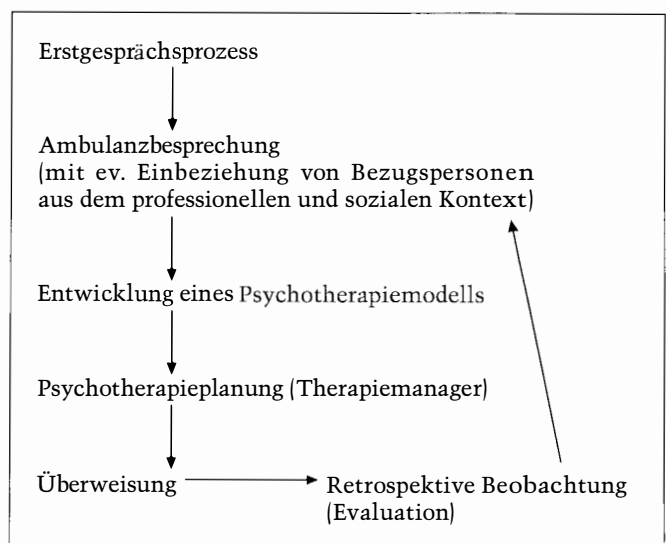 Erstgesprächsprozess
Ambulanzbesprechung
(mit ev. Einbeziehung von Bezugspersonen
aus dem professionellen und sozialen Kontext)
Entwicklung eines Psychotherapiemodells
Psychotherapieplanung (Therapiemanager)
Überweisung
Retrospektive Beobachtung
(Evaluation)